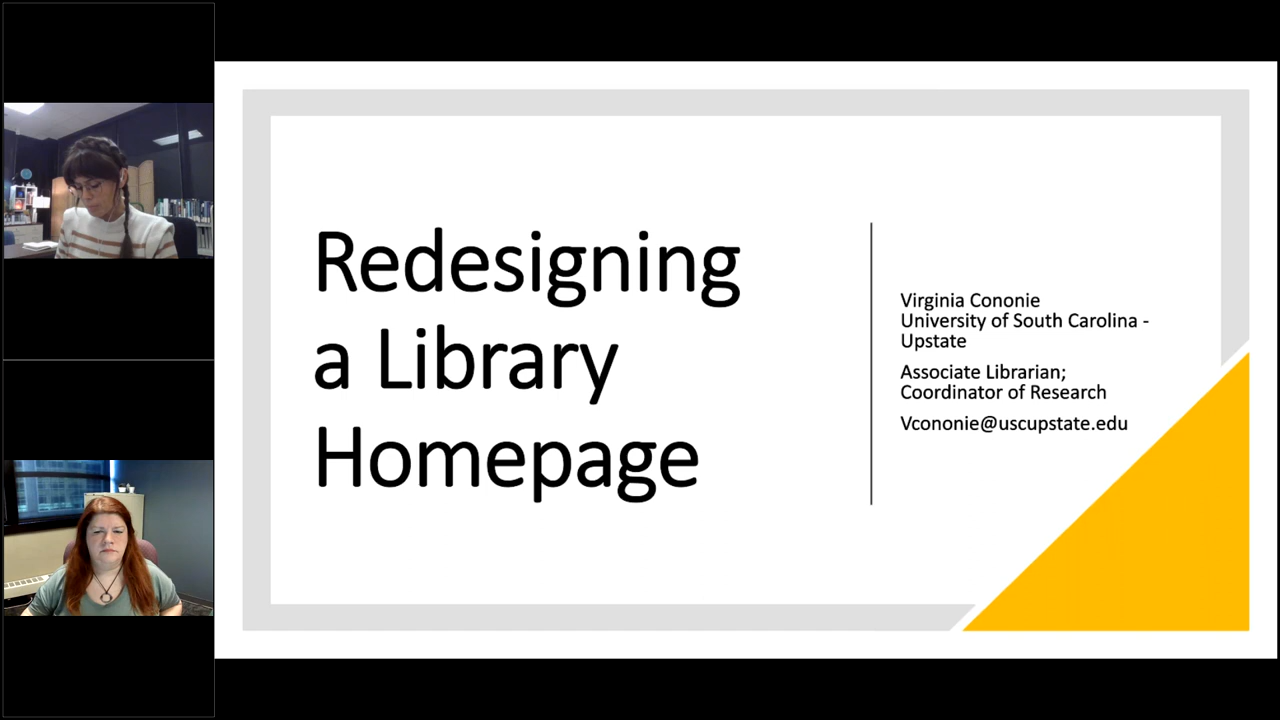 Redesigning
a Library
Homepage
Virginia Cononie
University of South Carolina -
Upstate
Associate Librarian;
Coordinator of Research
Vcononie@uscupstate.edu